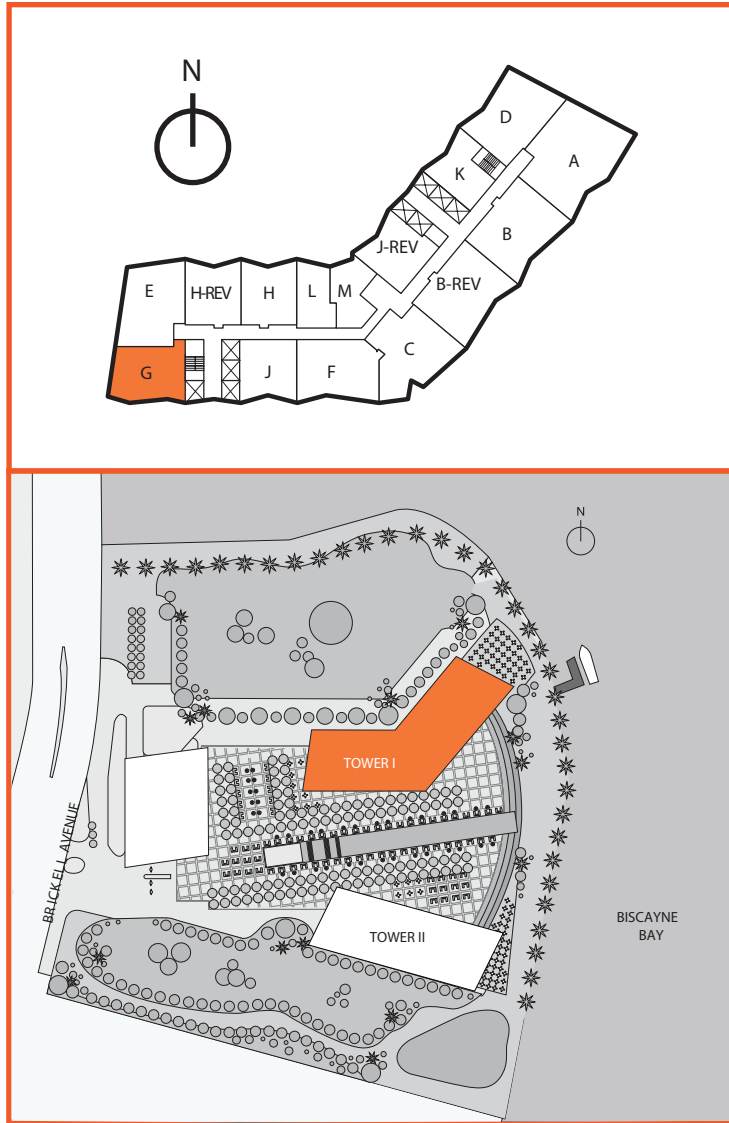 N
D
A
K
B
J-REV
B-REV
E
H-REV
H
L
M
C
G
J
F
N
TOWER I
BRICKELL AVENUE
TOWER II
BISCAYNE
BAY